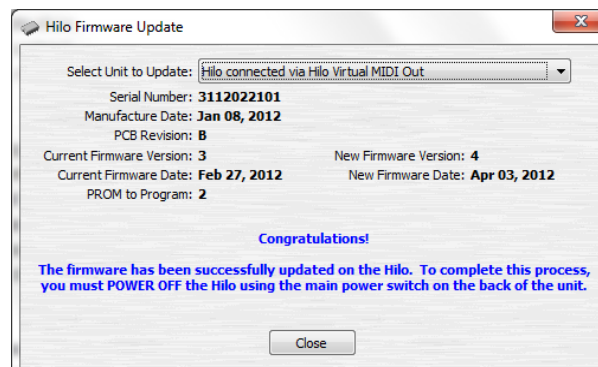 Hilo Firmware Update
X
Select Unit to Update: Hilo connected via Hilo Virtual MIDI Out
Serial Number: 3112022101
Manufacture Date: Jan 08, 2012
PCB Revision: B
Current Firmware Version: 3 New Firmware Version: 4
Current Firmware Date: Feb 27, 2012 New Firmware Date: Apr 03, 2012
PROM to Program: 2
Congratulations!
The firmware has been successfully updated on the Hilo. To complete this process,
you must POWER OFF the Hilo using the main power switch on the back of the unit.
Close